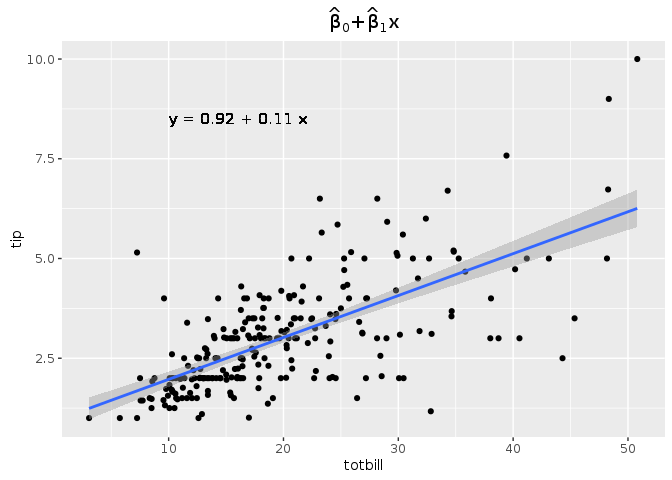 β̂₀+β̂₁x
10.0
y = 0.92 + 0.11 x
7.5
tip
5.0
2.5
10 20 30 40 50
totbill